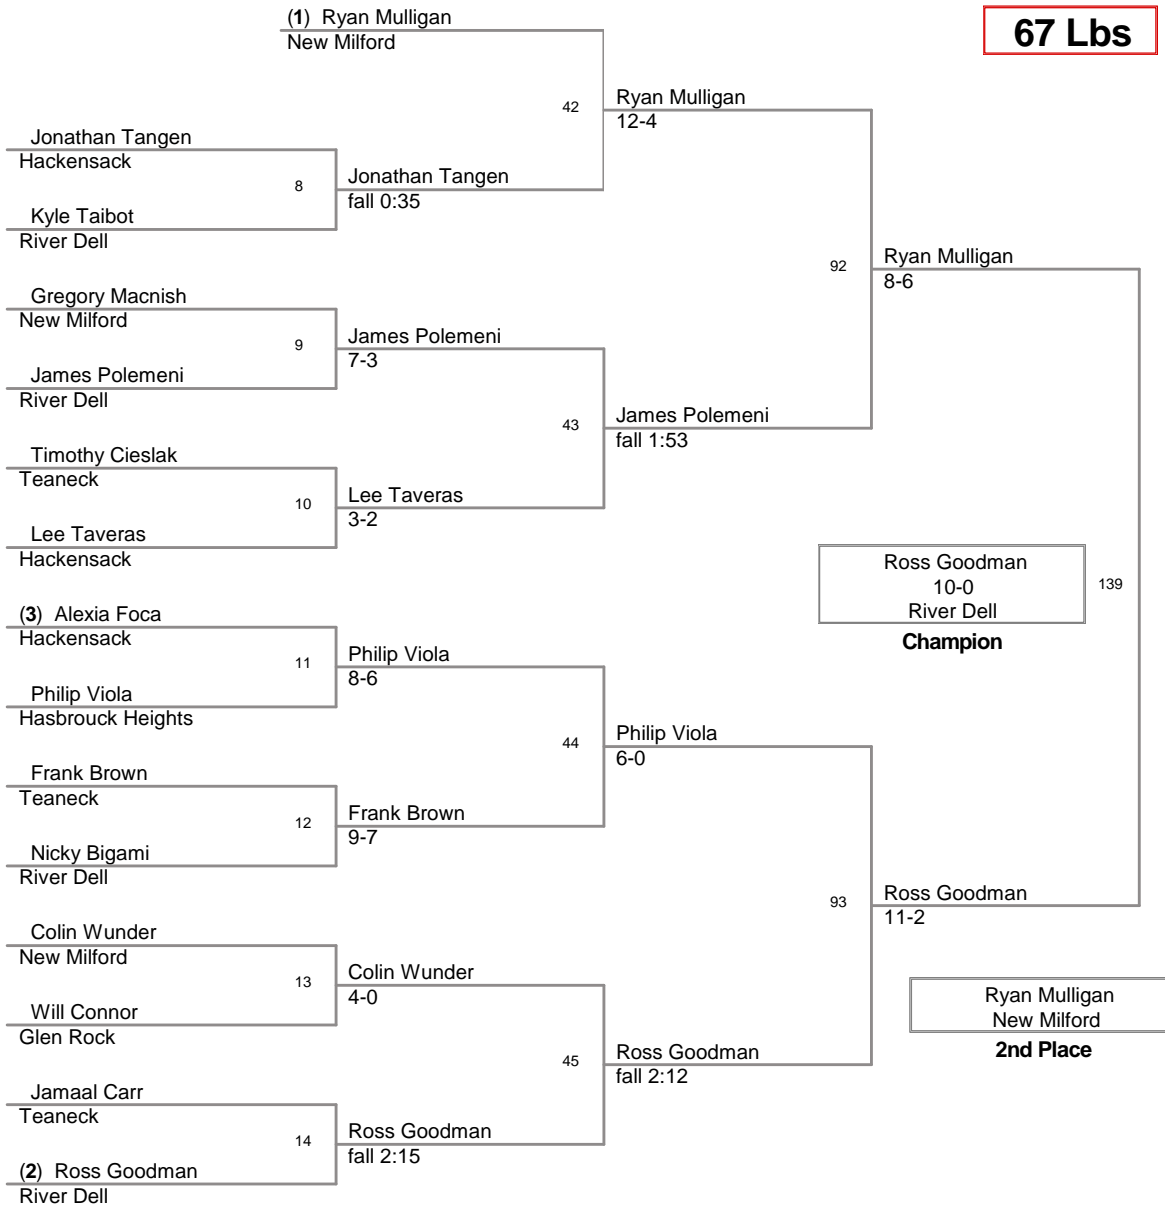 (1) Ryan Mulligan
New Milford
67 Lbs
42
Ryan Mulligan
12-4
Jonathan Tangen
Hackensack
8
Jonathan Tangen
fall 0:35
Kyle Taibot
River Dell
92
Ryan Mulligan
8-6
Gregory Macnish
New Milford
9
James Polemeni
7-3
James Polemeni
River Dell
43
James Polemeni
fall 1:53
Timothy Cieslak
Teaneck
10
Lee Taveras
3-2
Lee Taveras
Hackensack
Ross Goodman
10-0
River Dell
Champion
139
(3) Alexia Foca
Hackensack
11
Philip Viola
8-6
Philip Viola
Hasbrouck Heights
44
Philip Viola
6-0
Frank Brown
Teaneck
12
Frank Brown
9-7
Nicky Bigami
River Dell
93
Ross Goodman
11-2
Colin Wunder
New Milford
13
Colin Wunder
4-0
Will Connor
Glen Rock
Ryan Mulligan
New Milford
2nd Place
45
Ross Goodman
fall 2:12
Jamaal Carr
Teaneck
14
Ross Goodman
fall 2:15
(2) Ross Goodman
River Dell